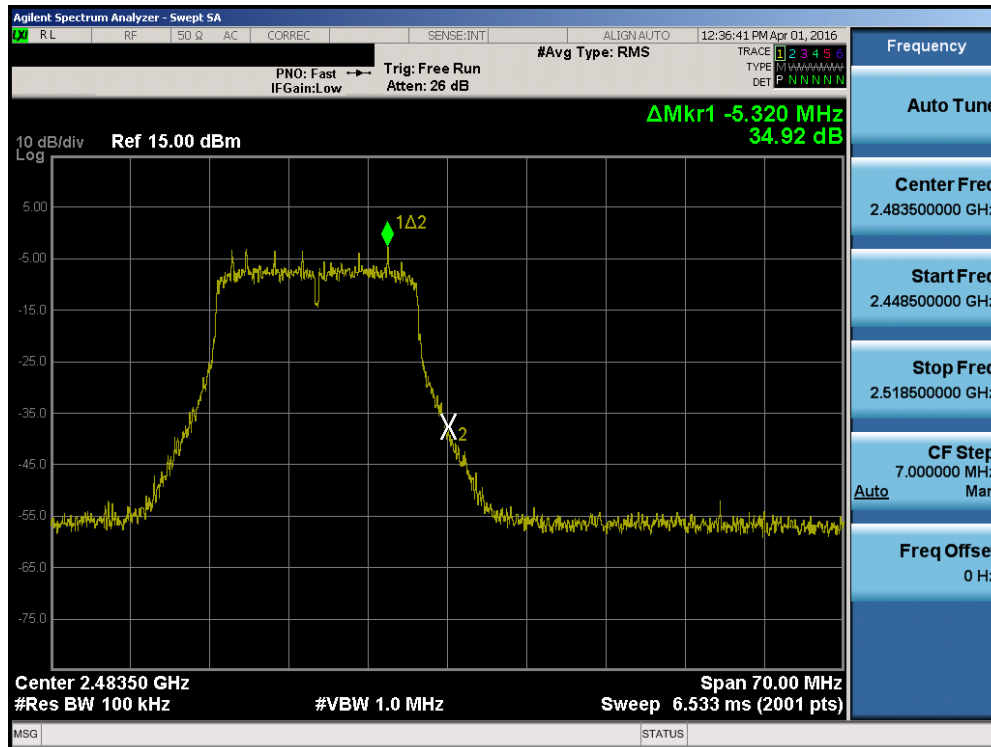 Agilent Spectrum Analyzer - Swept SA
LXI RL RF 50 Ω AC CORREC SENSE:INT ALIGN AUTO 12:36:41 PM Apr 01, 2016
#Avg Type: RMS
TRACE 1 2 3 4 5 6
TYPE M W W W W W
DET P N N N N N
PNO: Fast
IFGain:Low
Trig: Free Run
Atten: 26 dB
ΔMkr1 -5.320 MHz
34.92 dB
10 dB/div
Log
Ref 15.00 dBm
5.00
-5.00
-15.0
-25.0
-35.0
-45.0
-55.0
-65.0
-75.0
1Δ2
X2
Center 2.48350 GHz
#Res BW 100 kHz
#VBW 1.0 MHz
Span 70.00 MHz
Sweep 6.533 ms (2001 pts)
MSG
STATUS
Frequency
Auto Tune
Center Freq
2.483500000 GHz
Start Freq
2.448500000 GHz
Stop Freq
2.518500000 GHz
CF Step
7.000000 MHz
Auto Man
Freq Offset
0 Hz